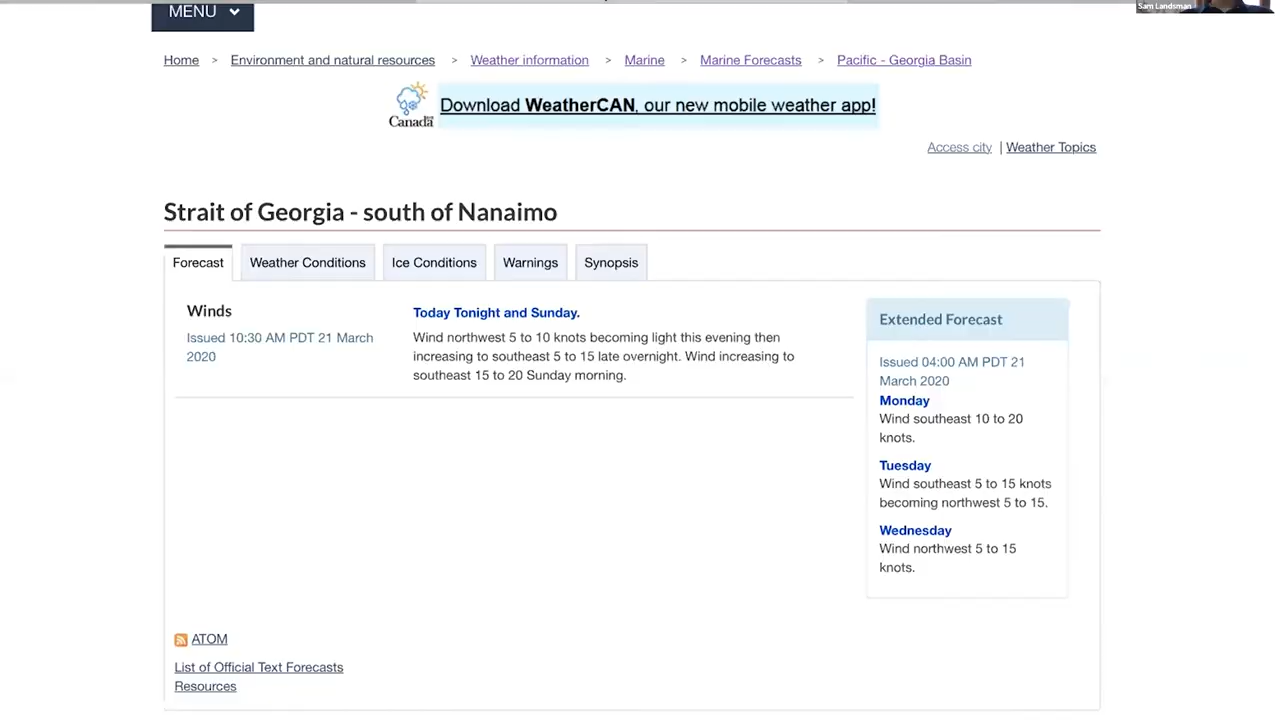 Sam Landsman
MENU
Home > Environment and natural resources > Weather information > Marine > Marine Forecasts > Pacific - Georgia Basin
Canada
Download WeatherCAN, our new mobile weather app!
Access city | Weather Topics
Strait of Georgia - south of Nanaimo
Forecast
Weather Conditions
Ice Conditions
Warnings
Synopsis
Winds
Issued 10:30 AM PDT 21 March
2020
Today Tonight and Sunday.
Wind northwest 5 to 10 knots becoming light this evening then
increasing to southeast 5 to 15 late overnight. Wind increasing to
southeast 15 to 20 Sunday morning.
Extended Forecast
Issued 04:00 AM PDT 21
March 2020
Monday
Wind southeast 10 to 20
knots.
Tuesday
Wind southeast 5 to 15 knots
becoming northwest 5 to 15.
Wednesday
Wind northwest 5 to 15
knots.
ATOM
List of Official Text Forecasts
Resources